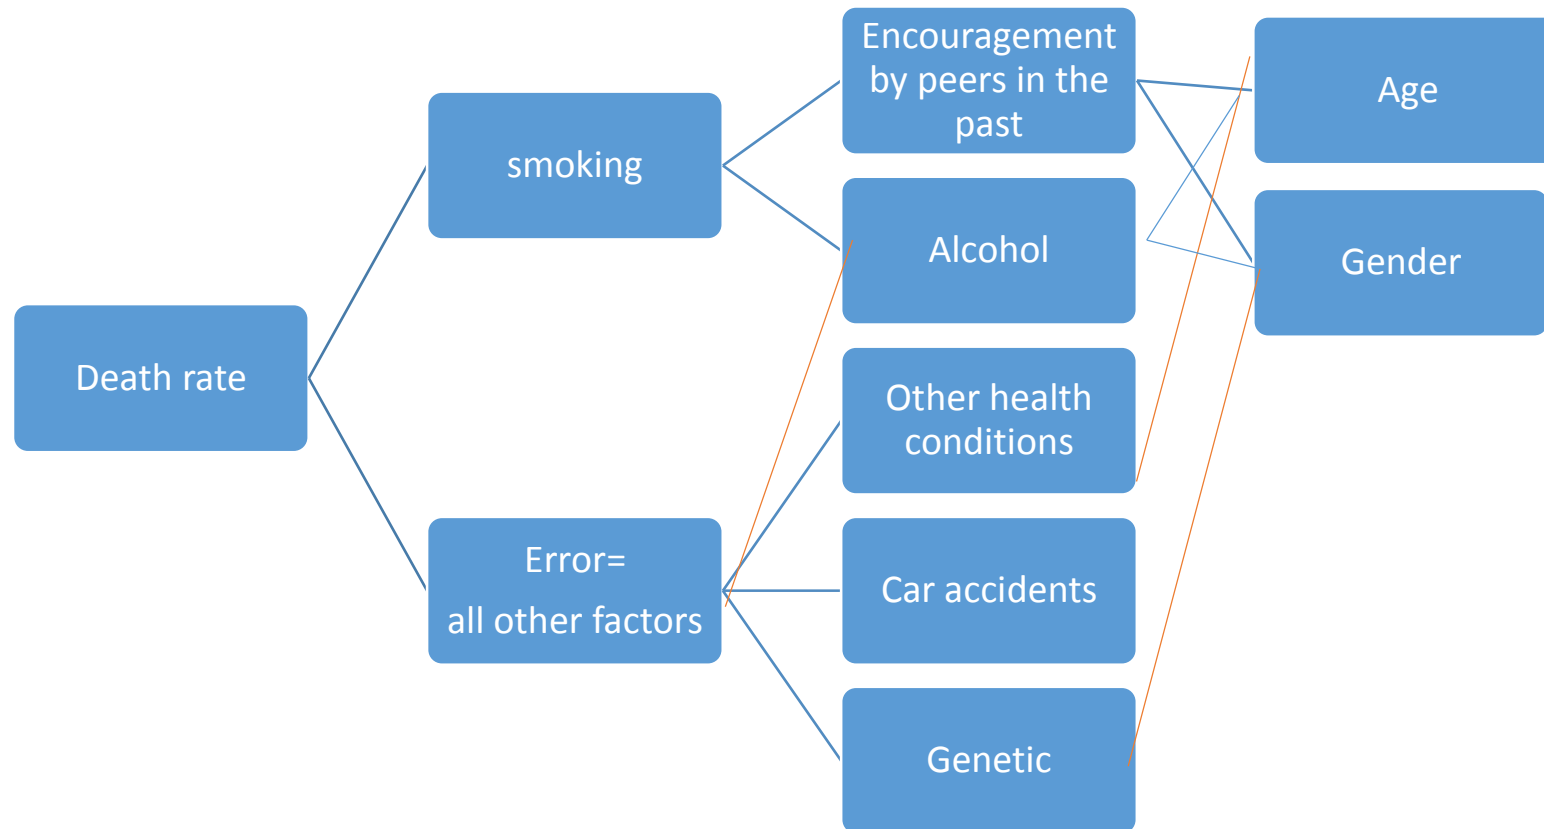 Death rate
smoking
Error=
all other factors
Encouragement
by peers in the
past
Alcohol
Other health
conditions
Car accidents
Genetic
Age
Gender